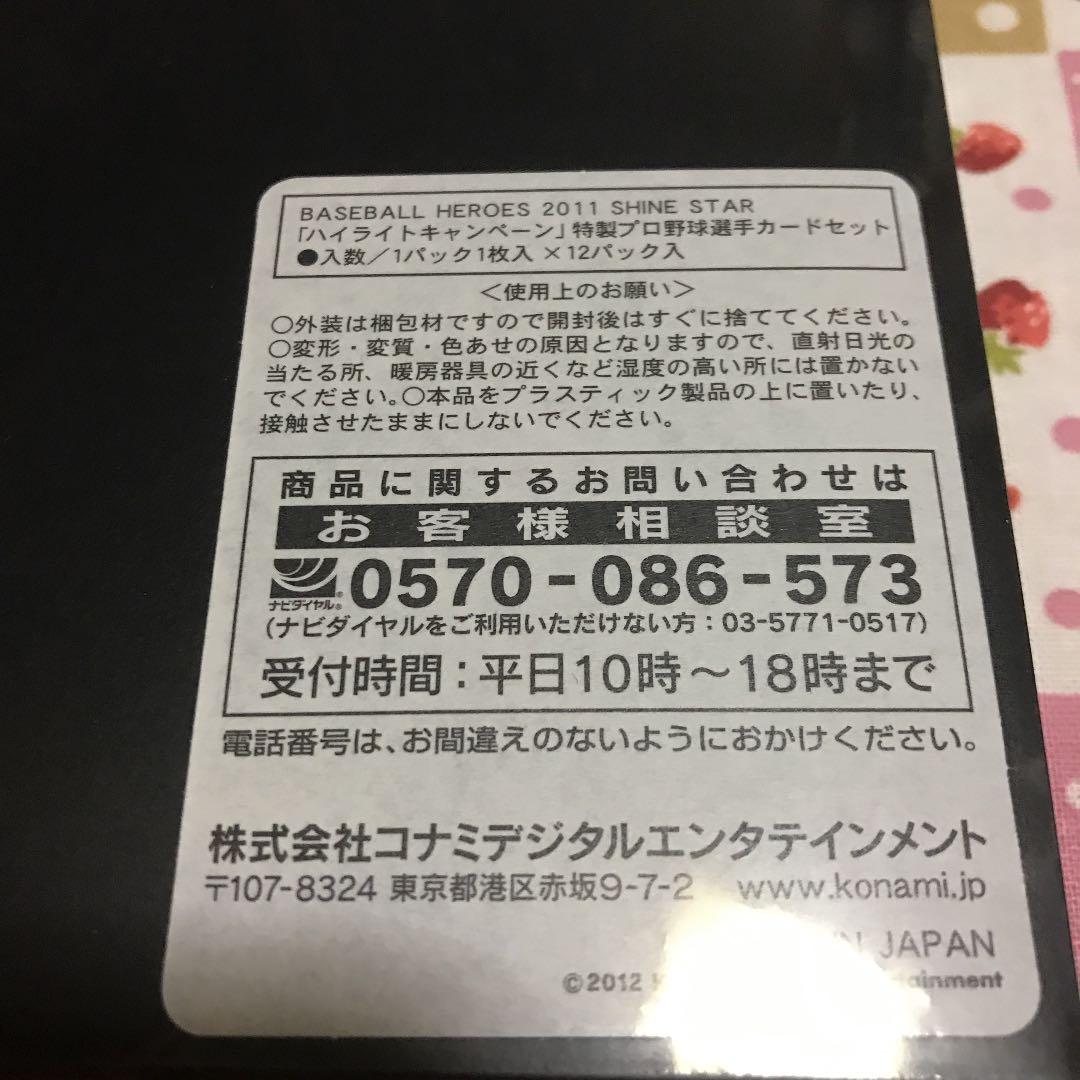 BASEBALL HEROES 2011 SHINE STAR
「ハイライトキャンペーン」特製プロ野球選手カードセット
●入数／1パック1枚入 ×12パック入
＜使用上のお願い＞
○外装は梱包材ですので開封後はすぐに捨ててください。
○変形・変質・色あせの原因となりますので、直射日光の
当たる所、暖房器具の近くなど湿度の高い所には置かない
でください。○本品をプラスティック製品の上に置いたり、
接触させたままにしないでください。
商品に関するお問い合わせは
お客様相談室
ナビダイヤル® 0570-086-573
(ナビダイヤルをご利用いただけない方：03-5771-0517)
受付時間：平日10時～18時まで
電話番号は、お間違えのないようにおかけください。
株式会社コナミデジタルエンタテインメント
〒107-8324 東京都港区赤坂9-7-2 www.konami.jp
IN JAPAN
©2012